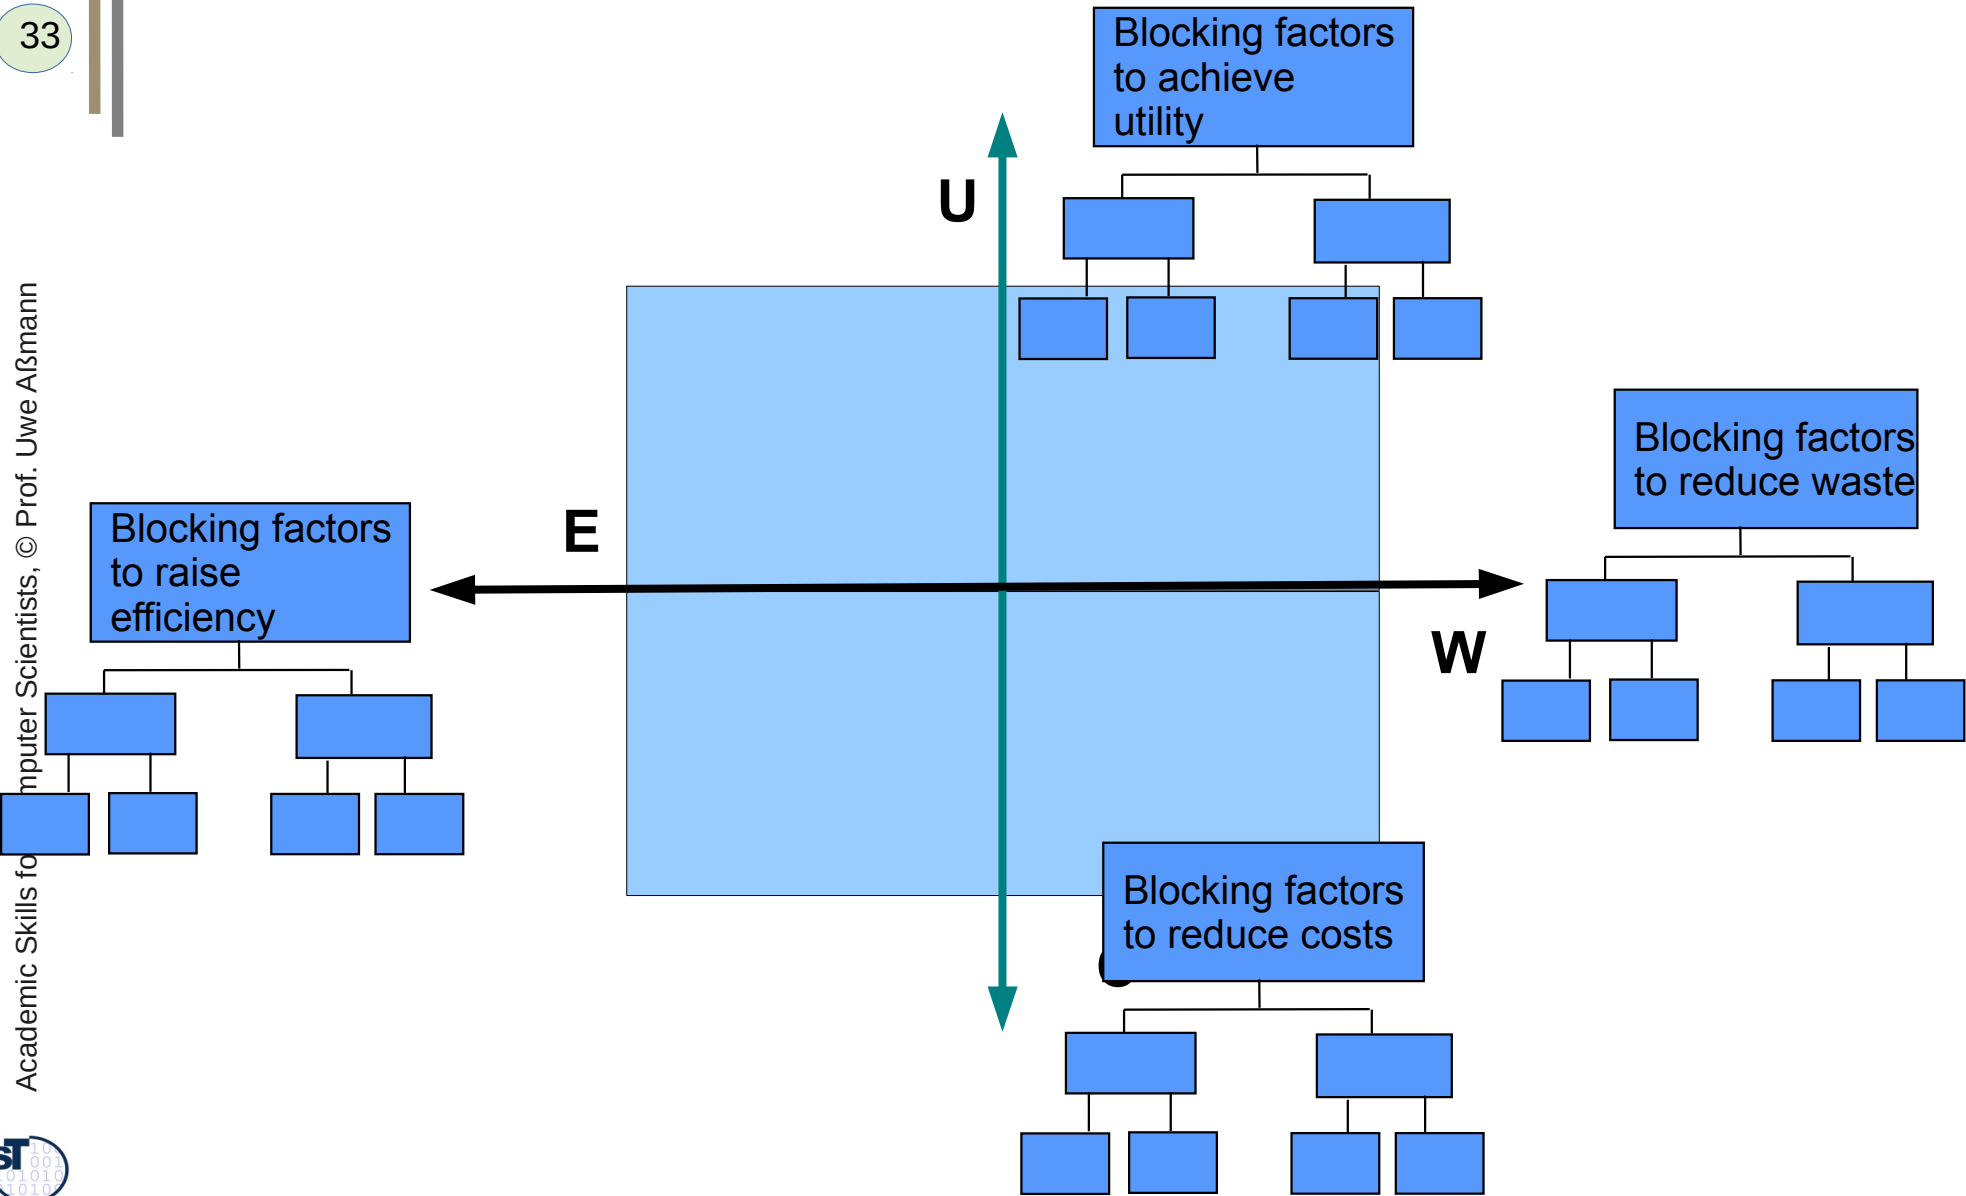 33
Blocking factors
to achieve
utility
U
Blocking factors
to reduce waste
E
Blocking factors
to raise
efficiency
W
Blocking factors
to reduce costs
Academic Skills mputer Scientists, © Prof. Uwe Aßmann